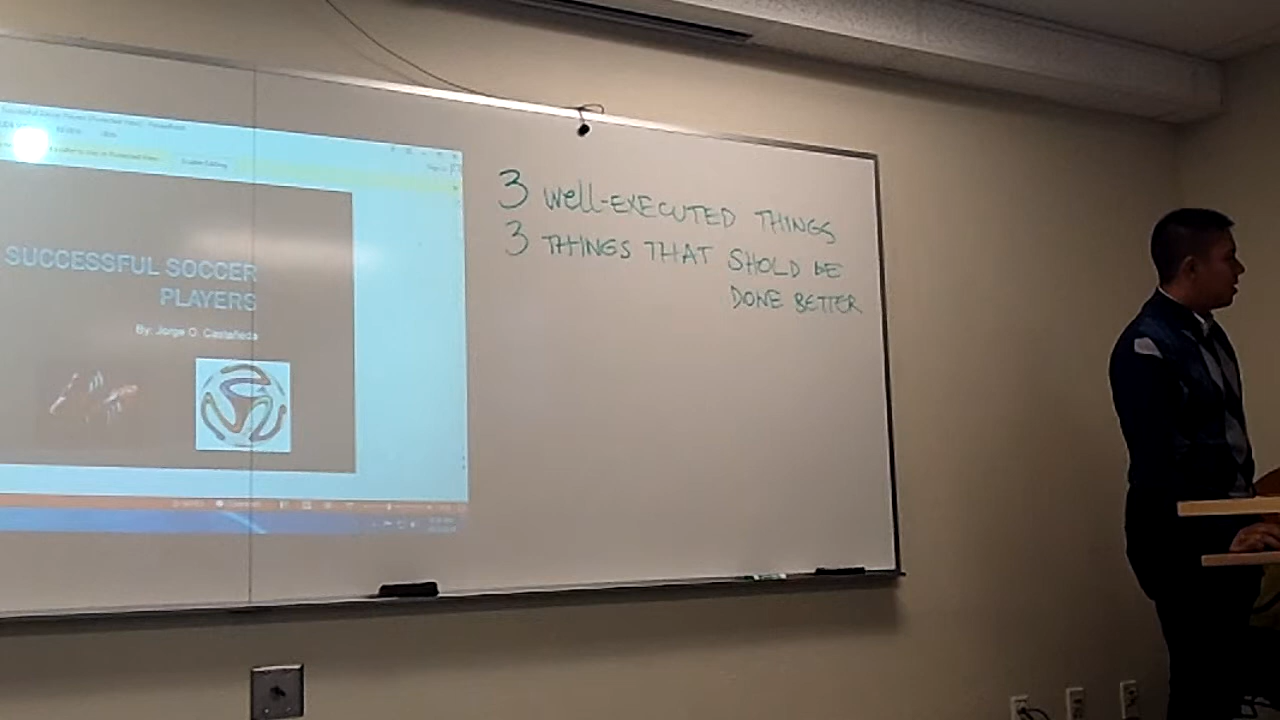 SUCCESSFUL SOCCER
PLAYERS
By: Jorge O. Castañeda
3 Well-EXECUTED THINGS
3 THINGS THAT SHOLD BE
DONE BETTER